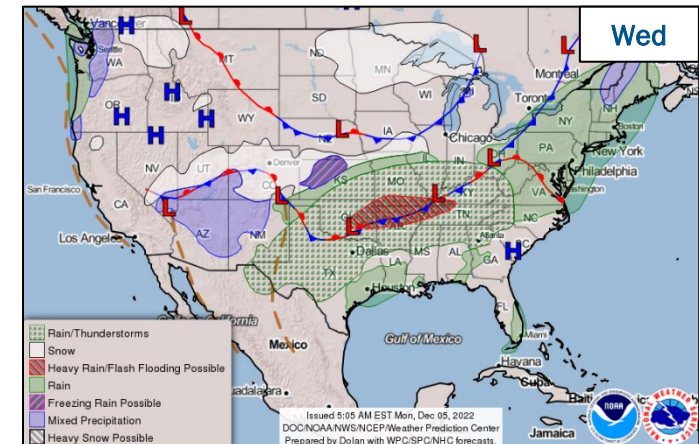 Wed
Vancouver
H
L
H
Seattle
WA
MT
ND
MN
L
L
Montreal
OR
H
H
H
H
WY
SD
WI
MI
Toronto
NY
NH
Boston
L
NE
IA
Chicago
PA
New York
Philadelphia
Washington
NV
UT
Denver
CO
KS
MO
IL
IN
OH
L
KY
VA
San Francisco
CA
L
L
L
L
AR
TN
NC
Los Angeles
AZ
NM
Dallas
MS
AL
Atlanta
GA
SC
H
TX
LA
Houston
FL
Miami
Gulf of Mexico
Mexico
Havana
Cuba
Jamaica
Rain/Thunderstorms
Snow
Heavy Rain/Flash Flooding Possible
Rain
Freezing Rain Possible
Mixed Precipitation
Heavy Snow Possible
Issued 5:05 AM EST Mon, Dec 05, 2022
DOC/NOAA/NWS/NCEP/Weather Prediction Center
Prepared by Dolan with WPC/SPC/NHC forecasts.
NOAA